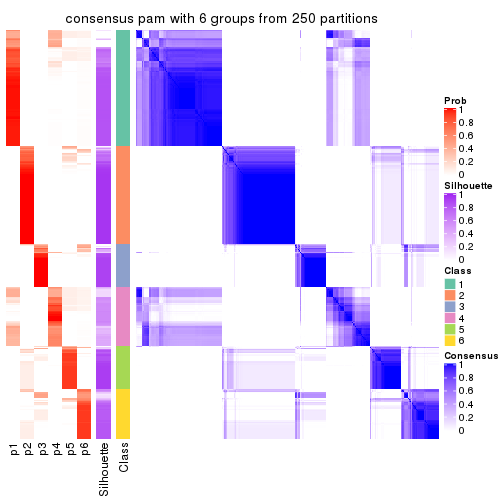 consensus pam with 6 groups from 250 partitions
Prob
1
0.8
0.6
0.4
0.2
0
Silhouette
1
0.8
0.6
0.4
0.2
0
Class
1
2
3
4
5
6
Consensus
1
0.8
0.6
0.4
0.2
0
p1
p2
p3
p4
p5
p6
Silhouette
Class